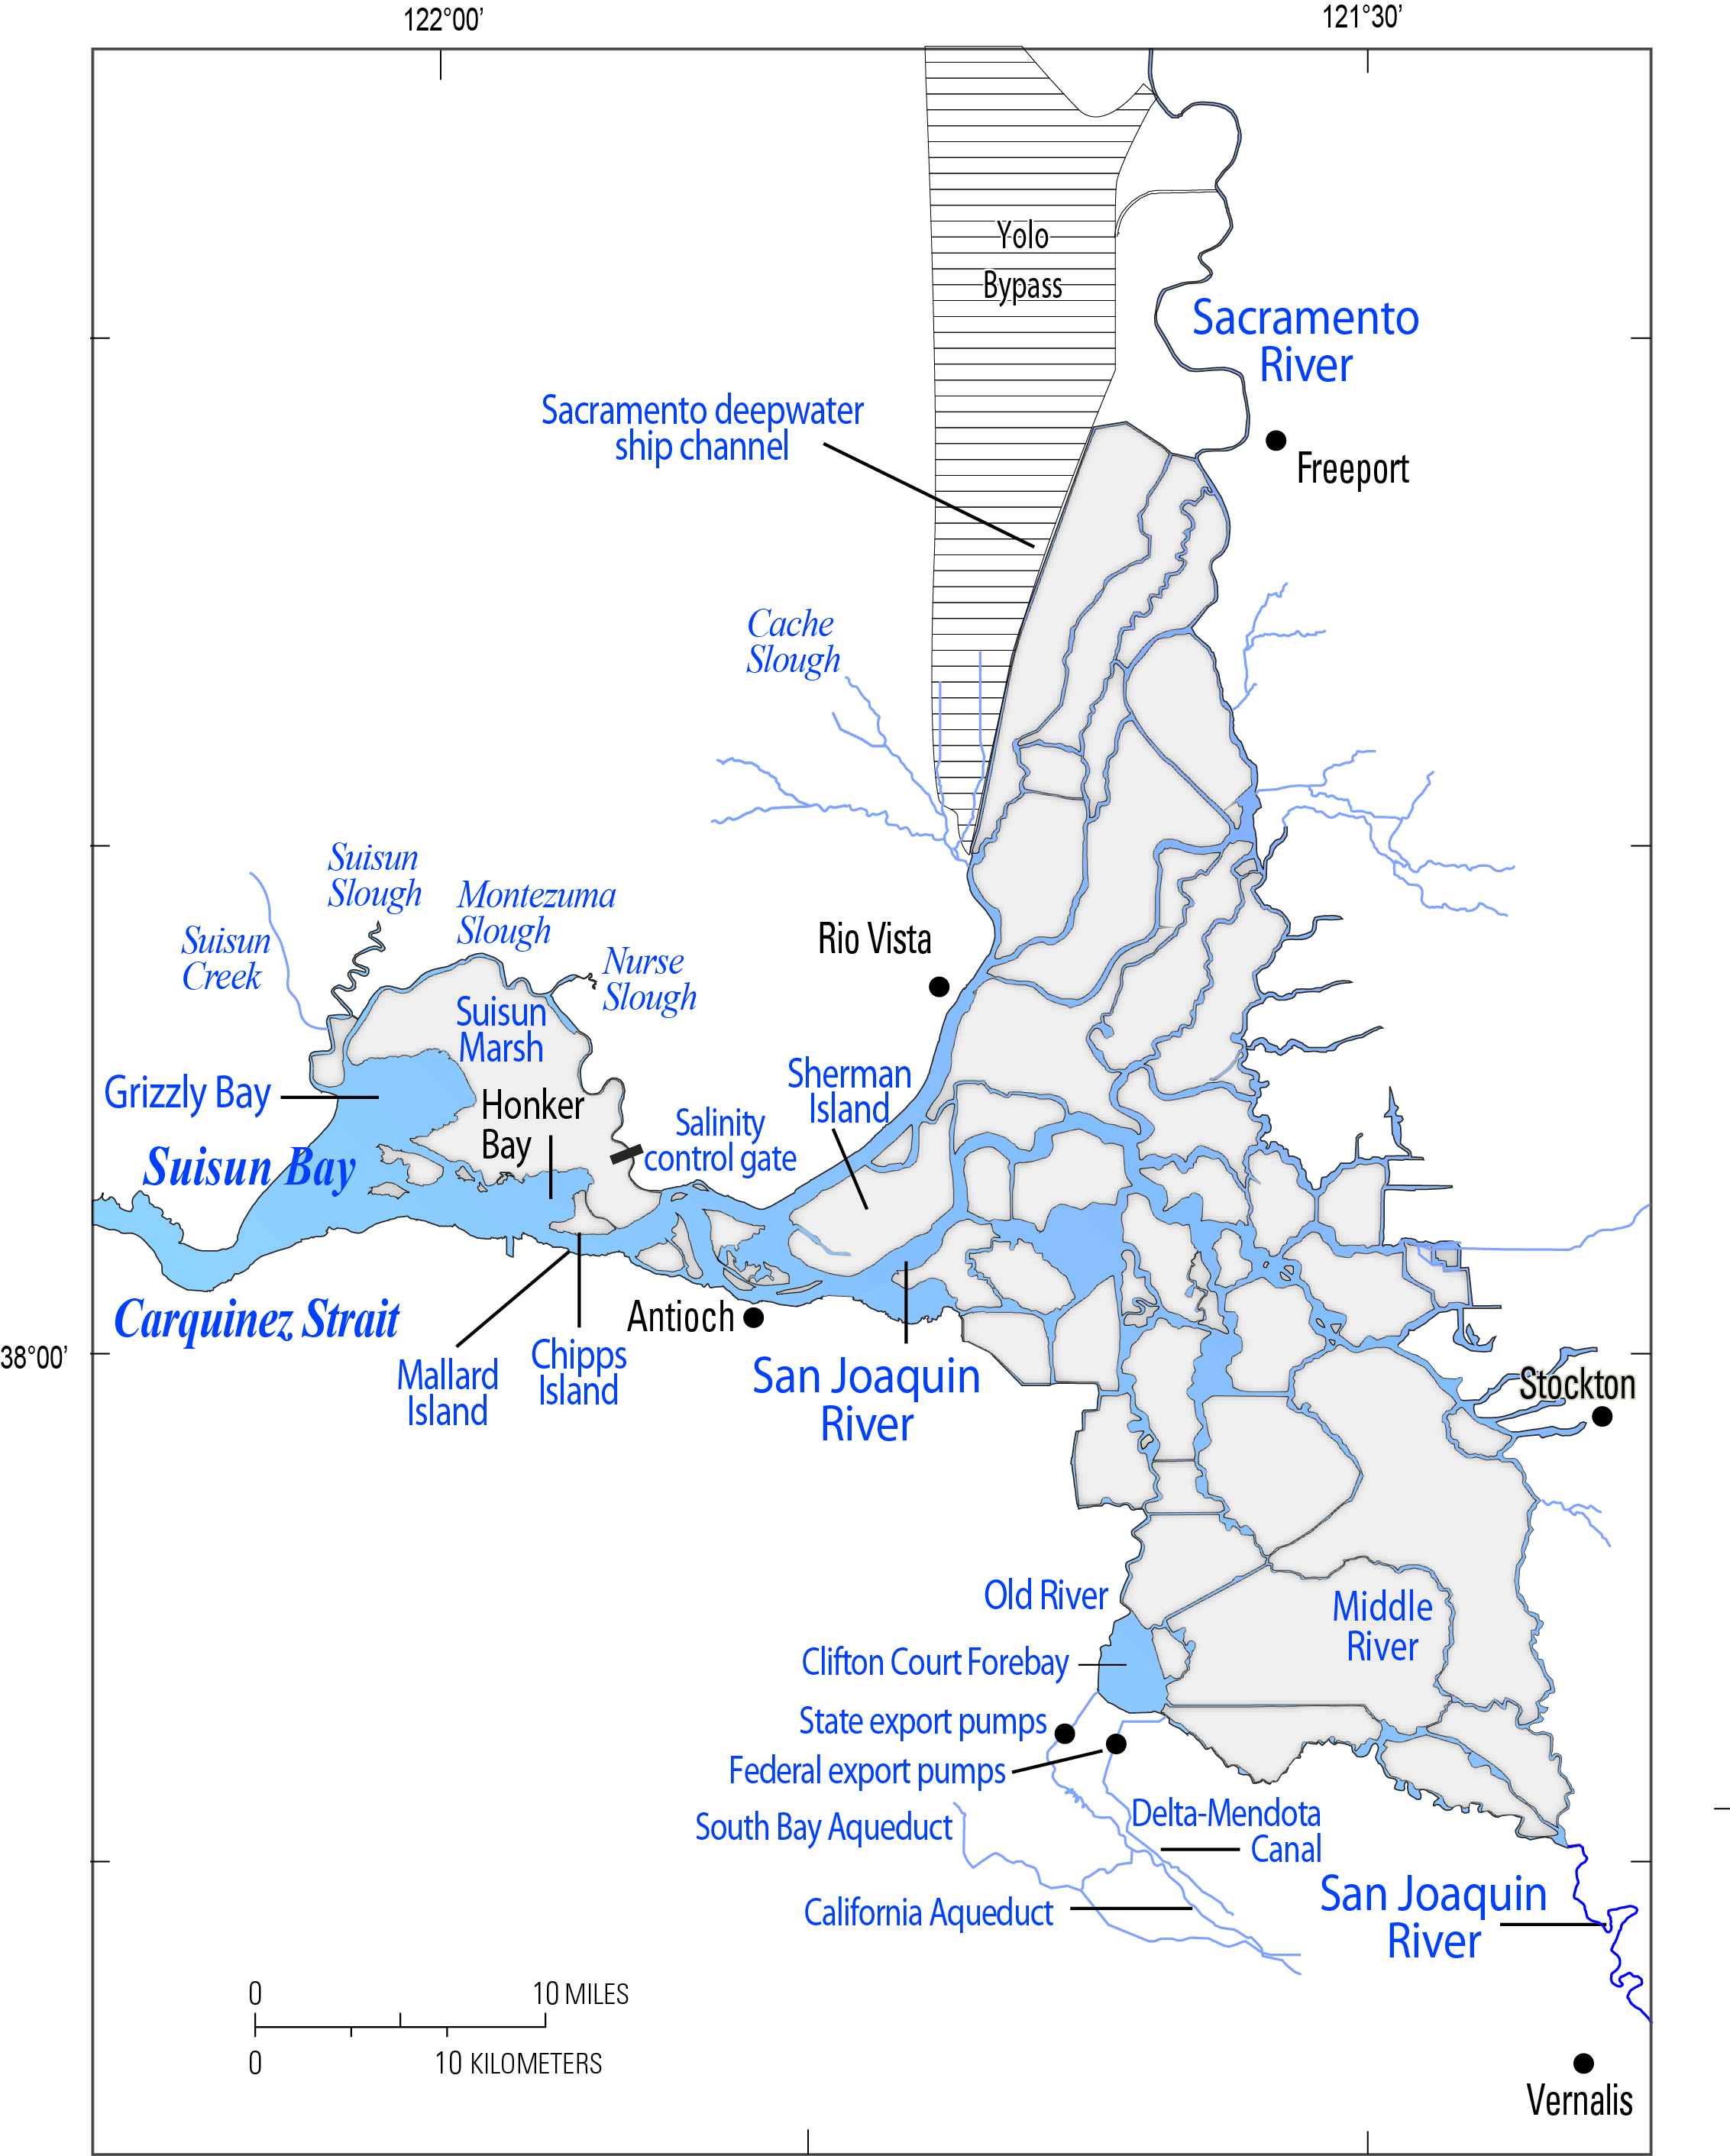 122°00’
121°30’
Yolo
Bypass
Sacramento
River
Sacramento deepwater
ship channel
Freeport
Cache
Slough
Suisun
Slough
Montezuma
Slough
Suisun
Creek
Nurse
Slough
Rio Vista
Suisun
Marsh
Grizzly Bay
Honker
Bay
Sherman
Island
Salinity
control gate
Suisun Bay
Carquinez Strait
Antioch
Mallard
Island
Chipps
Island
San Joaquin
River
38°00’
Stockton
Old River
Middle
River
Clifton Court Forebay
State export pumps
Federal export pumps
South Bay Aqueduct
Delta-Mendota
Canal
California Aqueduct
San Joaquin
River
0
10 MILES
0
10 KILOMETERS
Vernalis